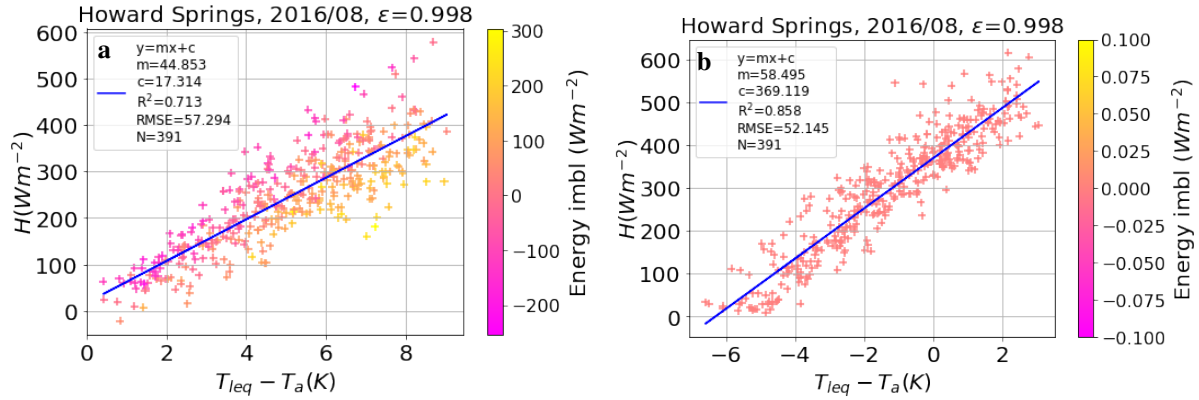 Howard Springs, 2016/08, ε=0.998
a
y=mx+c
m=44.853
c=17.314
R²=0.713
RMSE=57.294
N=391
600
500
400
300
200
100
0
H(Wm⁻²)
0
2
4
6
8
T_leq − T_a(K)
300
200
100
0
−100
−200
Energy imbl (Wm⁻²)
Howard Springs, 2016/08, ε=0.998
b
y=mx+c
m=58.495
c=369.119
R²=0.858
RMSE=52.145
N=391
600
500
400
300
200
100
0
H(Wm⁻²)
−6
−4
−2
0
2
T_leq − T_a(K)
0.100
0.075
0.050
0.025
0.000
−0.025
−0.050
−0.075
−0.100
Energy imbl (Wm⁻²)